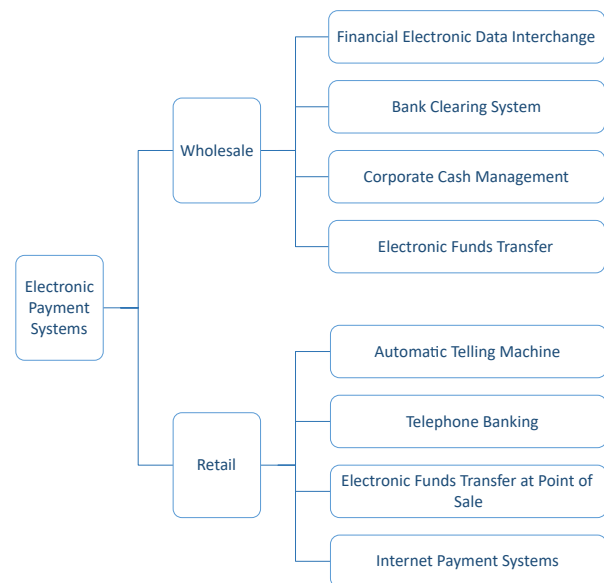 Financial Electronic Data Interchange
Bank Clearing System
Wholesale
Corporate Cash Management
Electronic Funds Transfer
Electronic
Payment
Systems
Automatic Telling Machine
Telephone Banking
Retail
Electronic Funds Transfer at Point of
Sale
Internet Payment Systems